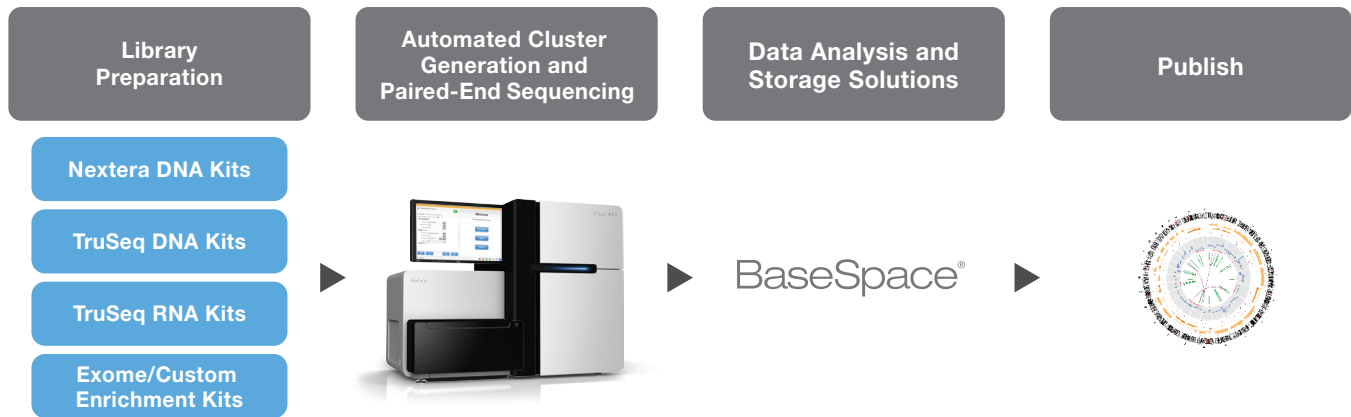 Library
Preparation
Automated Cluster
Generation and
Paired-End Sequencing
Data Analysis and
Storage Solutions
Publish
Nextera DNA Kits
TruSeq DNA Kits
TruSeq RNA Kits
Exome/Custom
Enrichment Kits
BaseSpace®